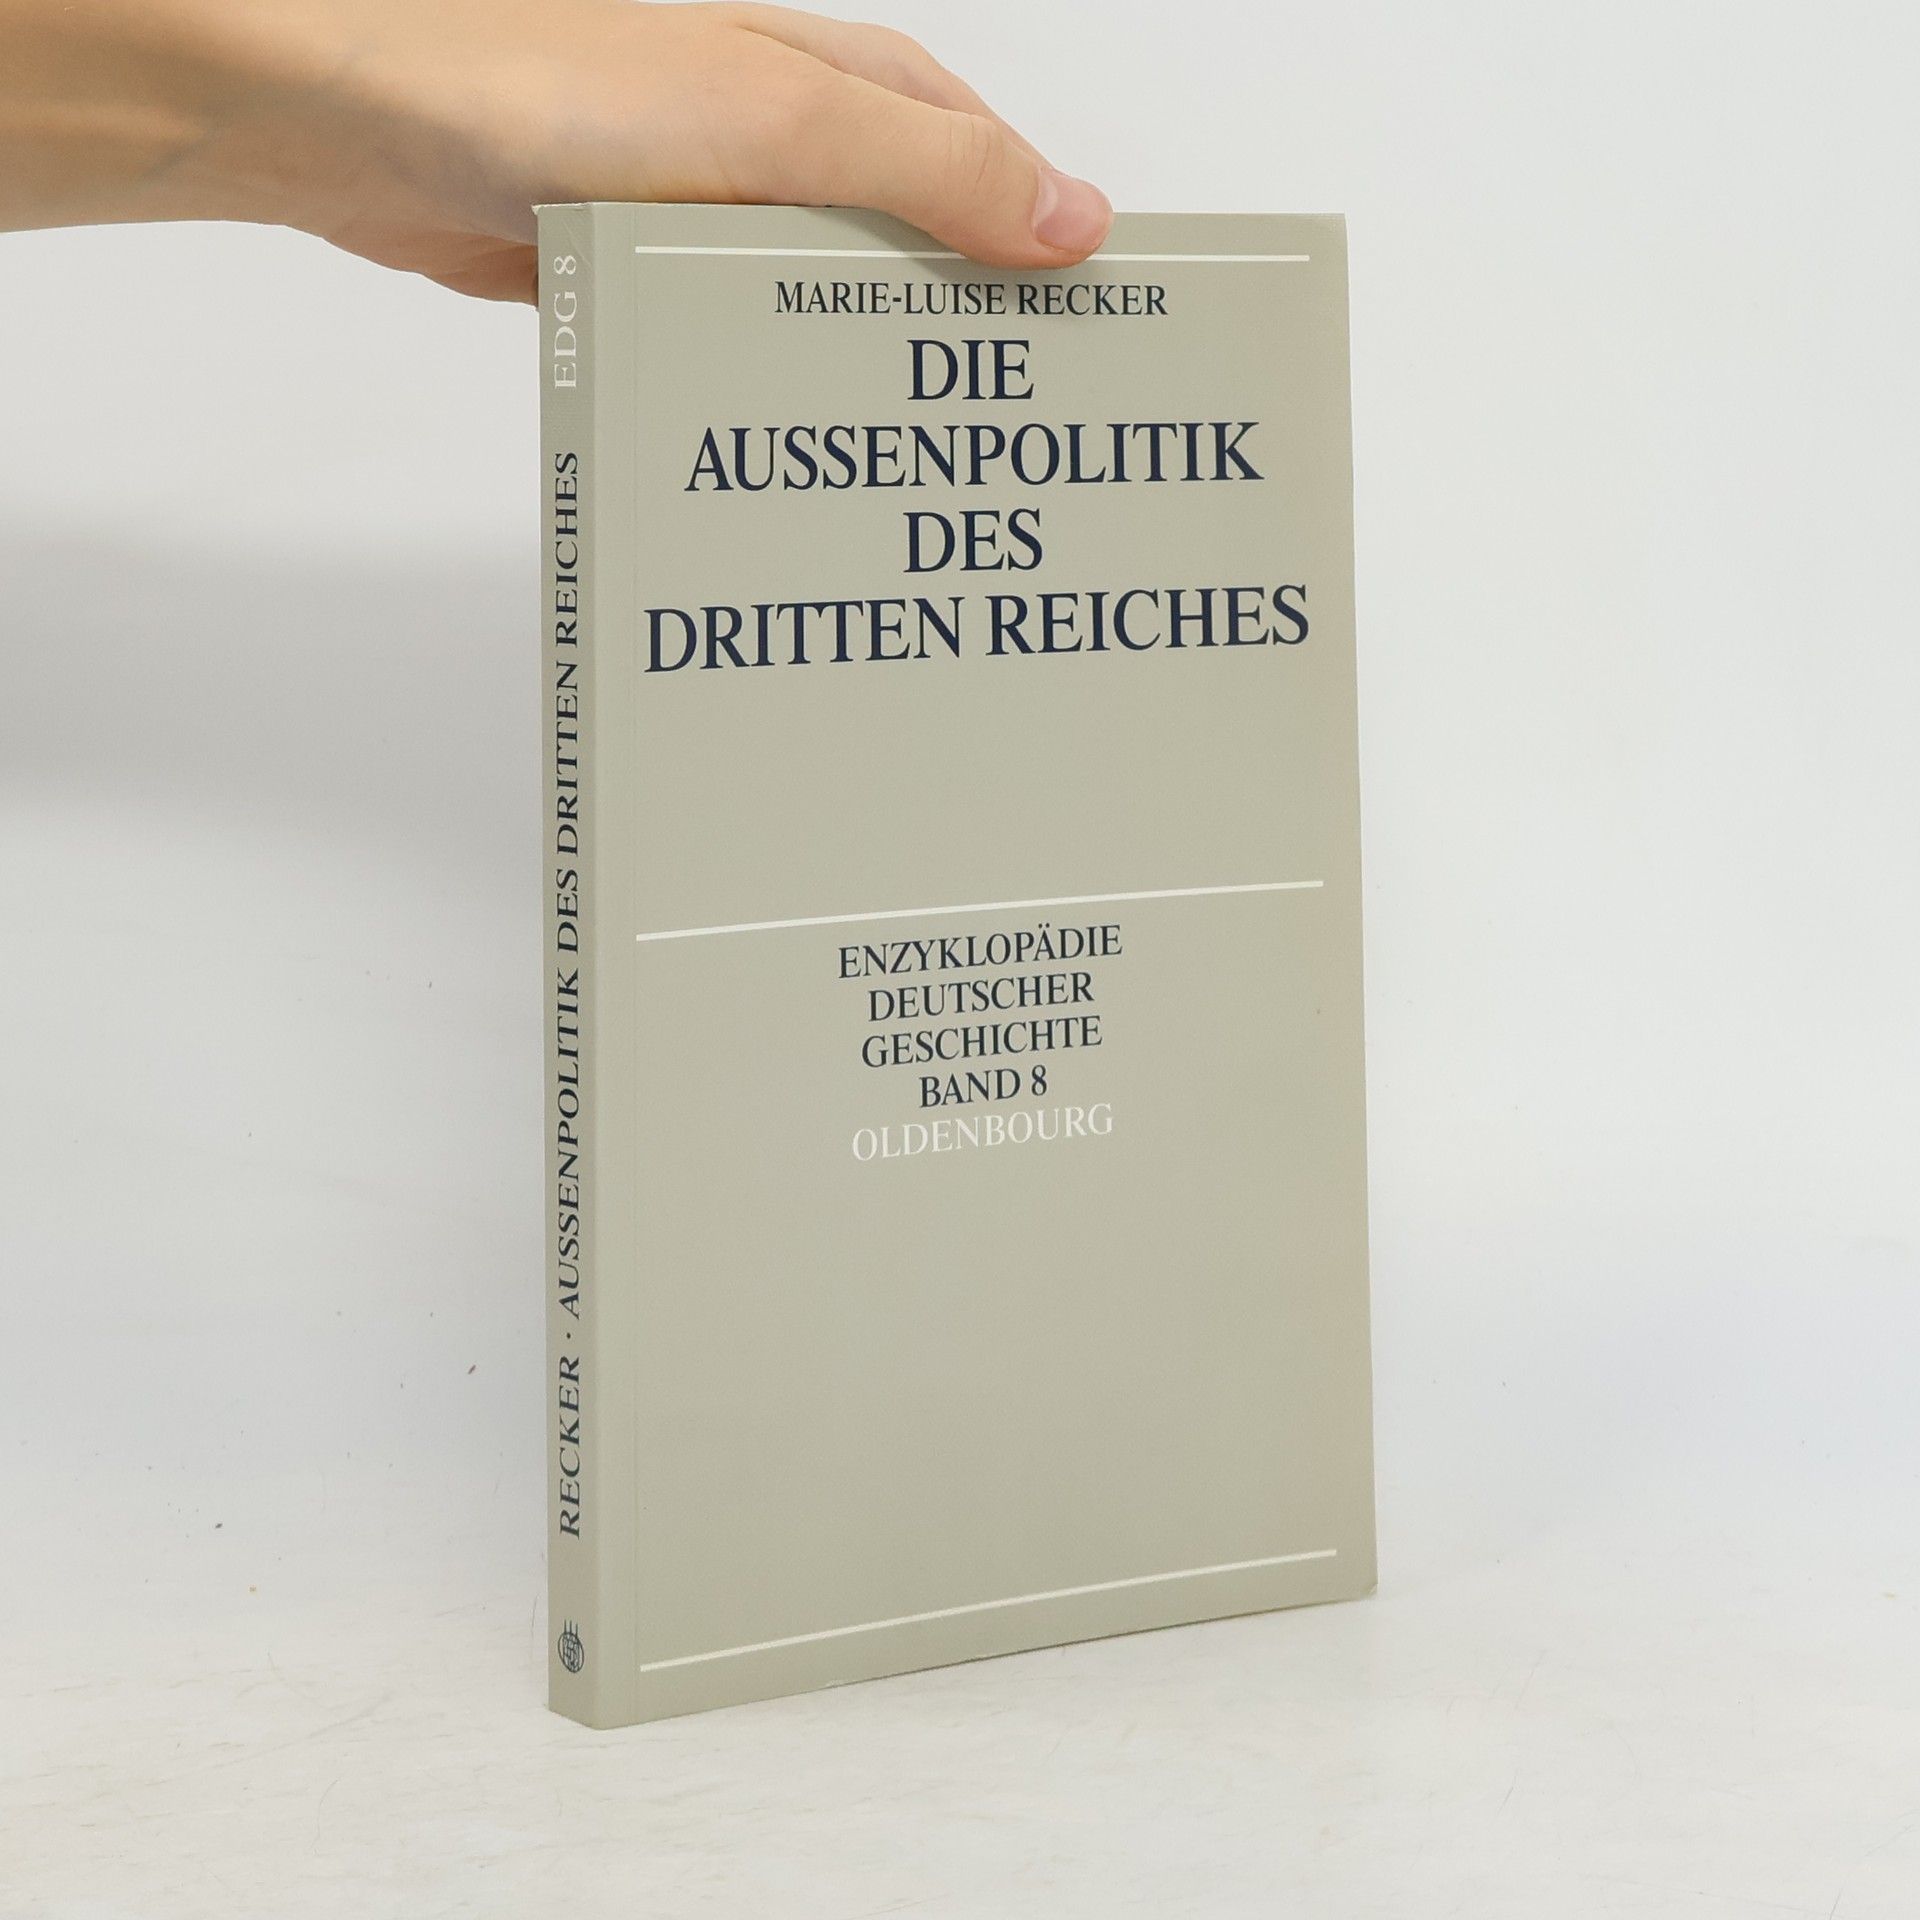 MARIE-LUISE RECKER
DIE
AUSSENPOLITIK
DES
DRITTEN REICHES
ENZYKLOPÄDIE
DEUTSCHER
GESCHICHTE
BAND 8
OLDENBOURG
RECKER · AUSSENPOLITIK DES DRITTEN REICHES EDG 8